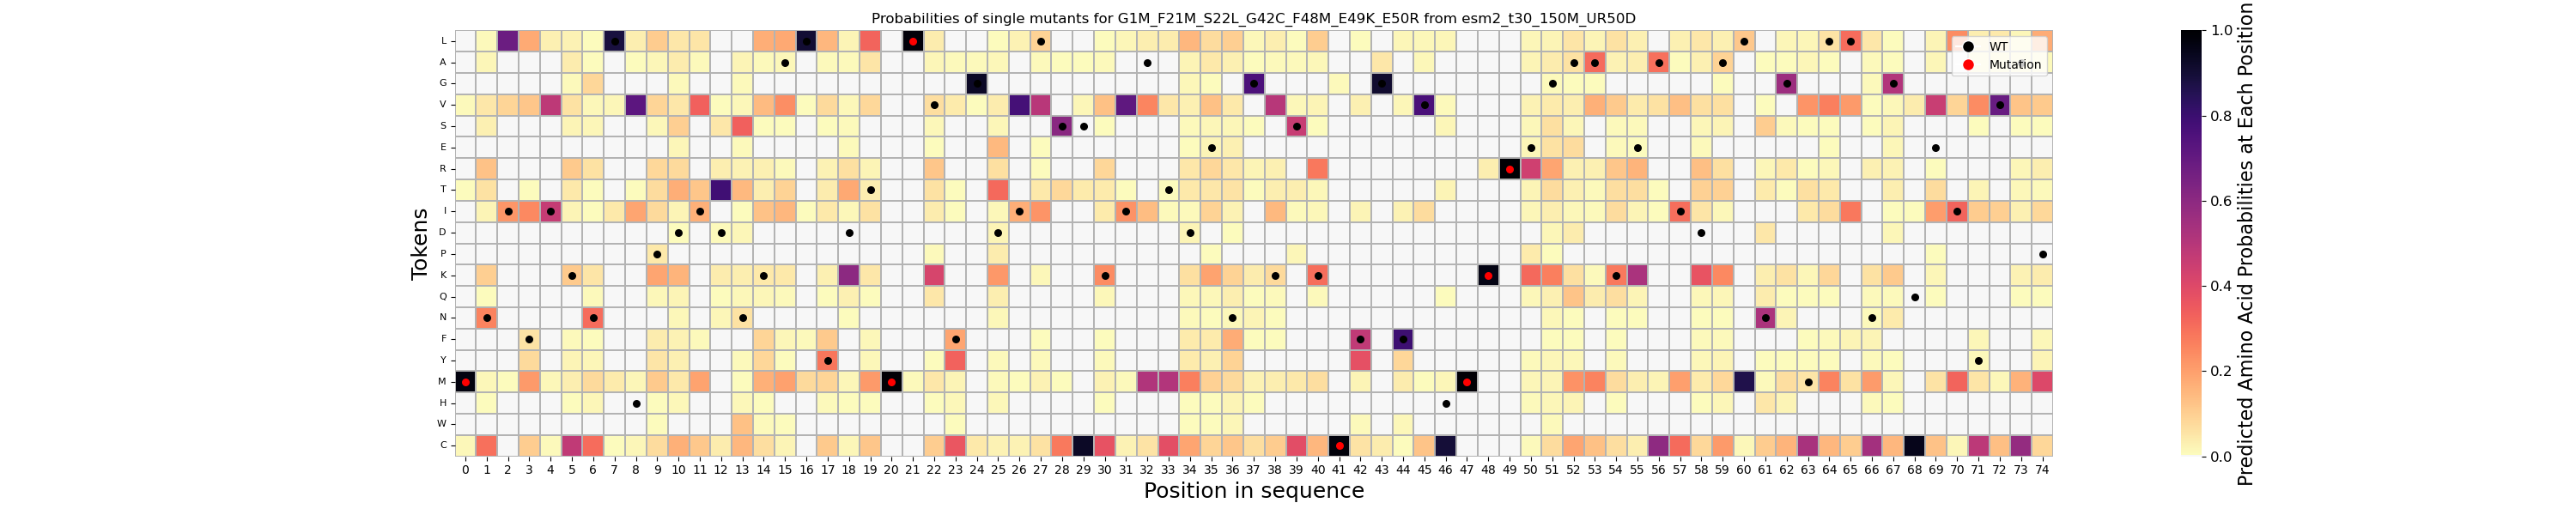 Probabilities of single mutants for G1M_F21M_S22L_G42C_F48M_E49K_E50R from esm2_t30_150M_UR50D
L
A
G
V
S
E
R
T
I
D
P
K
Q
N
F
Y
M
H
W
C
Tokens
0 1 2 3 4 5 6 7 8 9 10 11 12 13 14 15 16 17 18 19 20 21 22 23 24 25 26 27 28 29 30 31 32 33 34 35 36 37 38 39 40 41 42 43 44 45 46 47 48 49 50 51 52 53 54 55 56 57 58 59 60 61 62 63 64 65 66 67 68 69 70 71 72 73 74
Position in sequence
WT
Mutation
1.0
0.8
0.6
0.4
0.2
0.0
Predicted Amino Acid Probabilities at Each Position